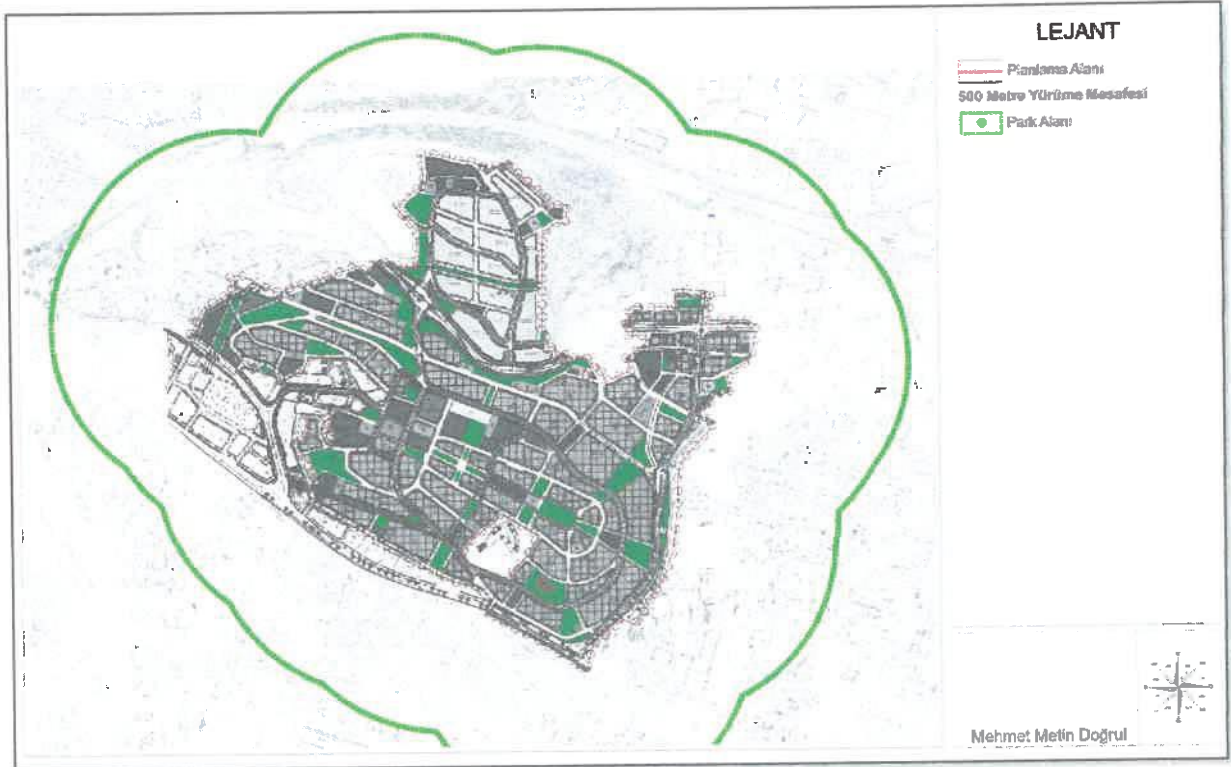 LEJANT
Planlama Alanı
500 Metre Yürüme Mesafesi
Park Alanı
Mehmet Metin Doğrul